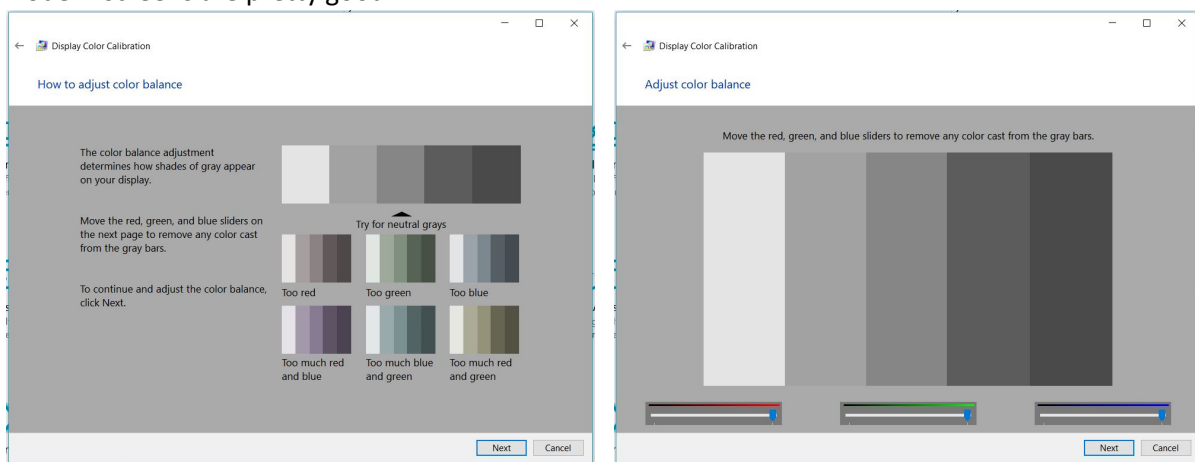 Display Color Calibration
How to adjust color balance
The color balance adjustment
determines how shades of gray appear
on your display.
Move the red, green, and blue sliders on
the next page to remove any color cast
from the gray bars.
To continue and adjust the color balance,
click Next.
Try for neutral grays
Too red
Too green
Too blue
Too much red
and blue
Too much blue
and green
Too much red
and green
Next
Cancel
Display Color Calibration
Adjust color balance
Move the red, green, and blue sliders to remove any color cast from the gray bars.
Next
Cancel